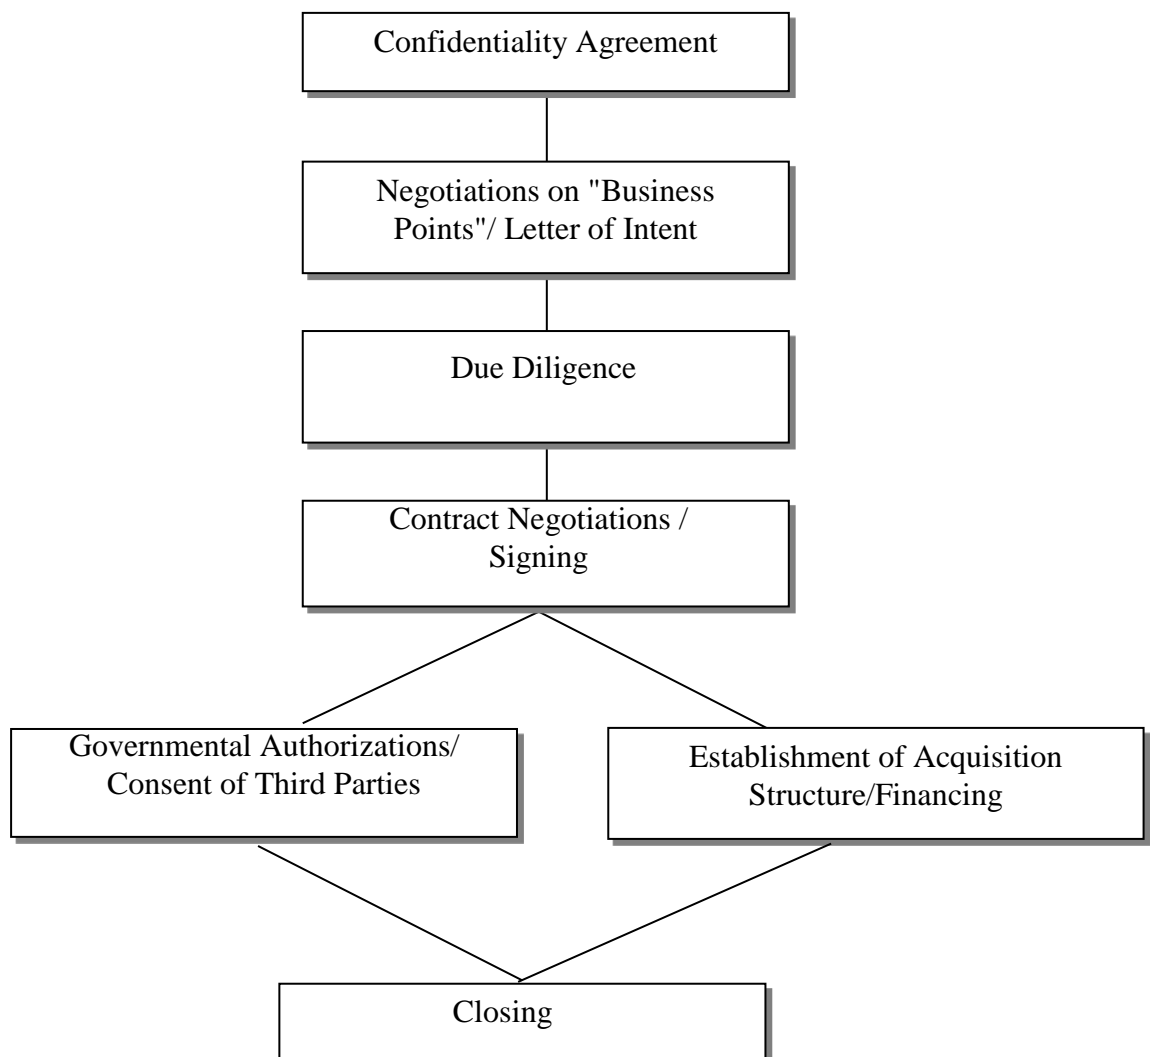 Confidentiality Agreement
Negotiations on "Business
Points"/ Letter of Intent
Due Diligence
Contract Negotiations /
Signing
Governmental Authorizations/
Consent of Third Parties
Establishment of Acquisition
Structure/Financing
Closing